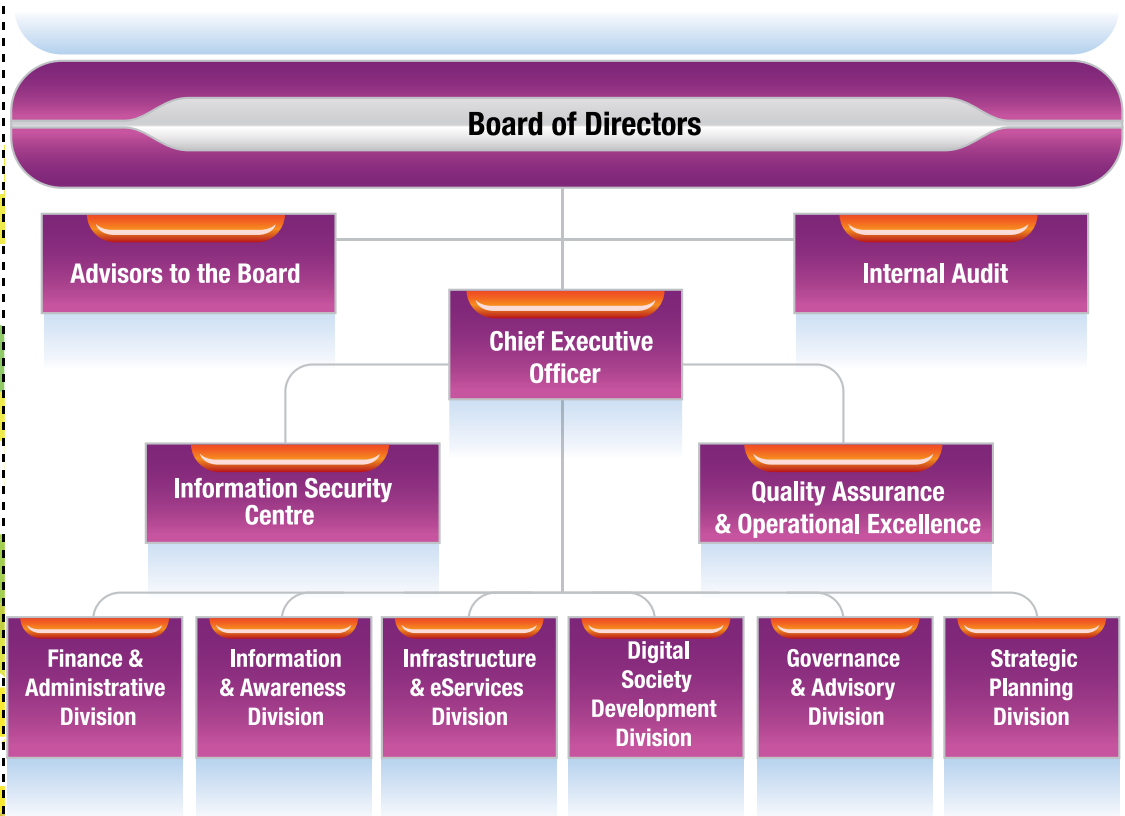 Board of Directors
Advisors to the Board
Internal Audit
Chief Executive
Officer
Information Security
Centre
Quality Assurance
& Operational Excellence
Finance &
Administrative
Division
Information
& Awareness
Division
Infrastructure
& eServices
Division
Digital
Society
Development
Division
Governance
& Advisory
Division
Strategic
Planning
Division